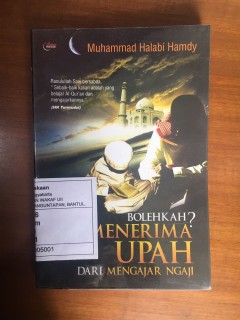 Muhammad Halabi Hamdy
Rasulullah Saw bersabda,
"Sebaik-baik kalian adalah yang
belajar Al-Qur'an dan
mengajarkannya."
(HR Tirmidzi)
BOLEHKAH?
MENERIMA
UPAH
DARI MENGAJAR NGAJI